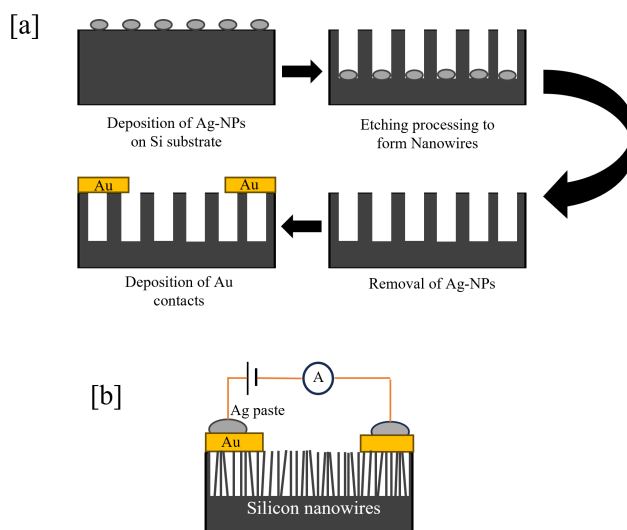 [a]
Deposition of Ag-NPs
on Si substrate
Etching processing to
form Nanowires
Au
Au
Deposition of Au
contacts
Removal of Ag-NPs
[b]
A
Ag paste
Au
Silicon nanowires